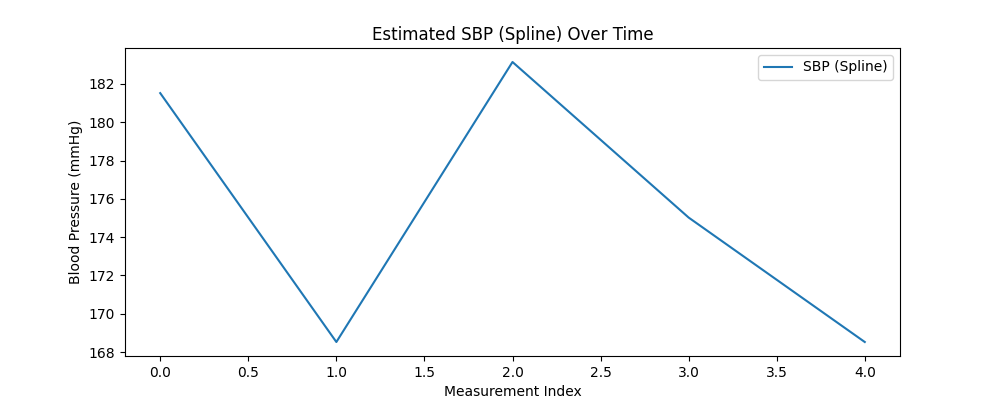 Estimated SBP (Spline) Over Time
SBP (Spline)
Blood Pressure (mmHg)
182
180
178
176
174
172
170
168
0.0 0.5 1.0 1.5 2.0 2.5 3.0 3.5 4.0
Measurement Index